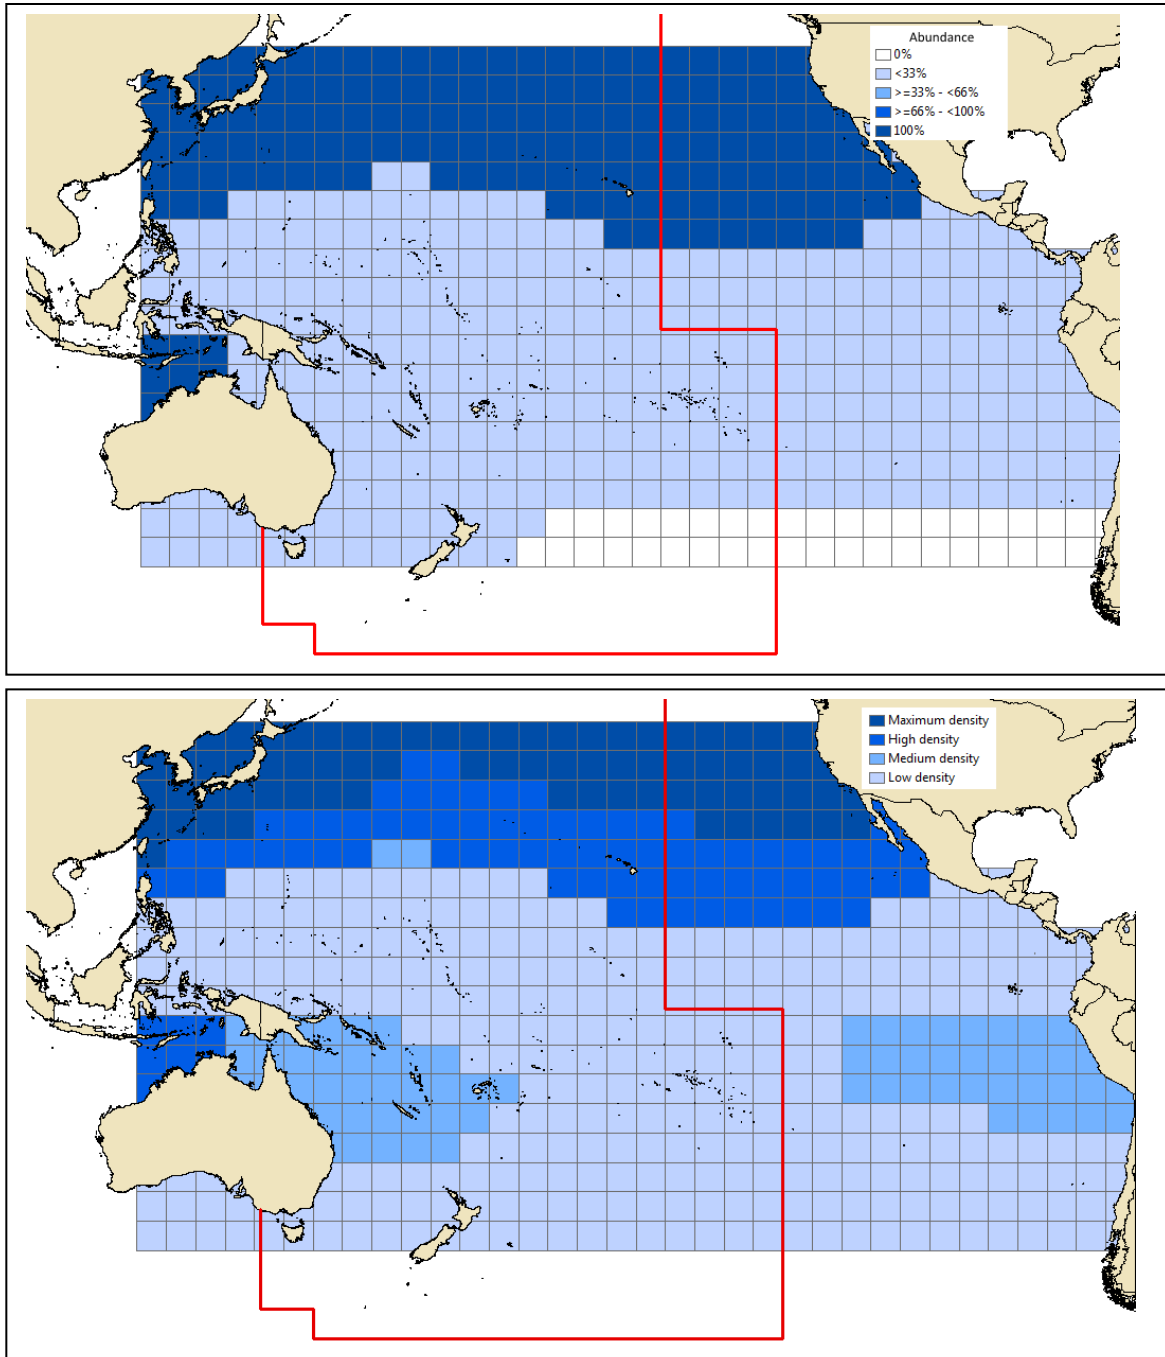 Abundance
0%
<33%
>=33% - <66%
>=66% - <100%
100%
Maximum density
High density
Medium density
Low density